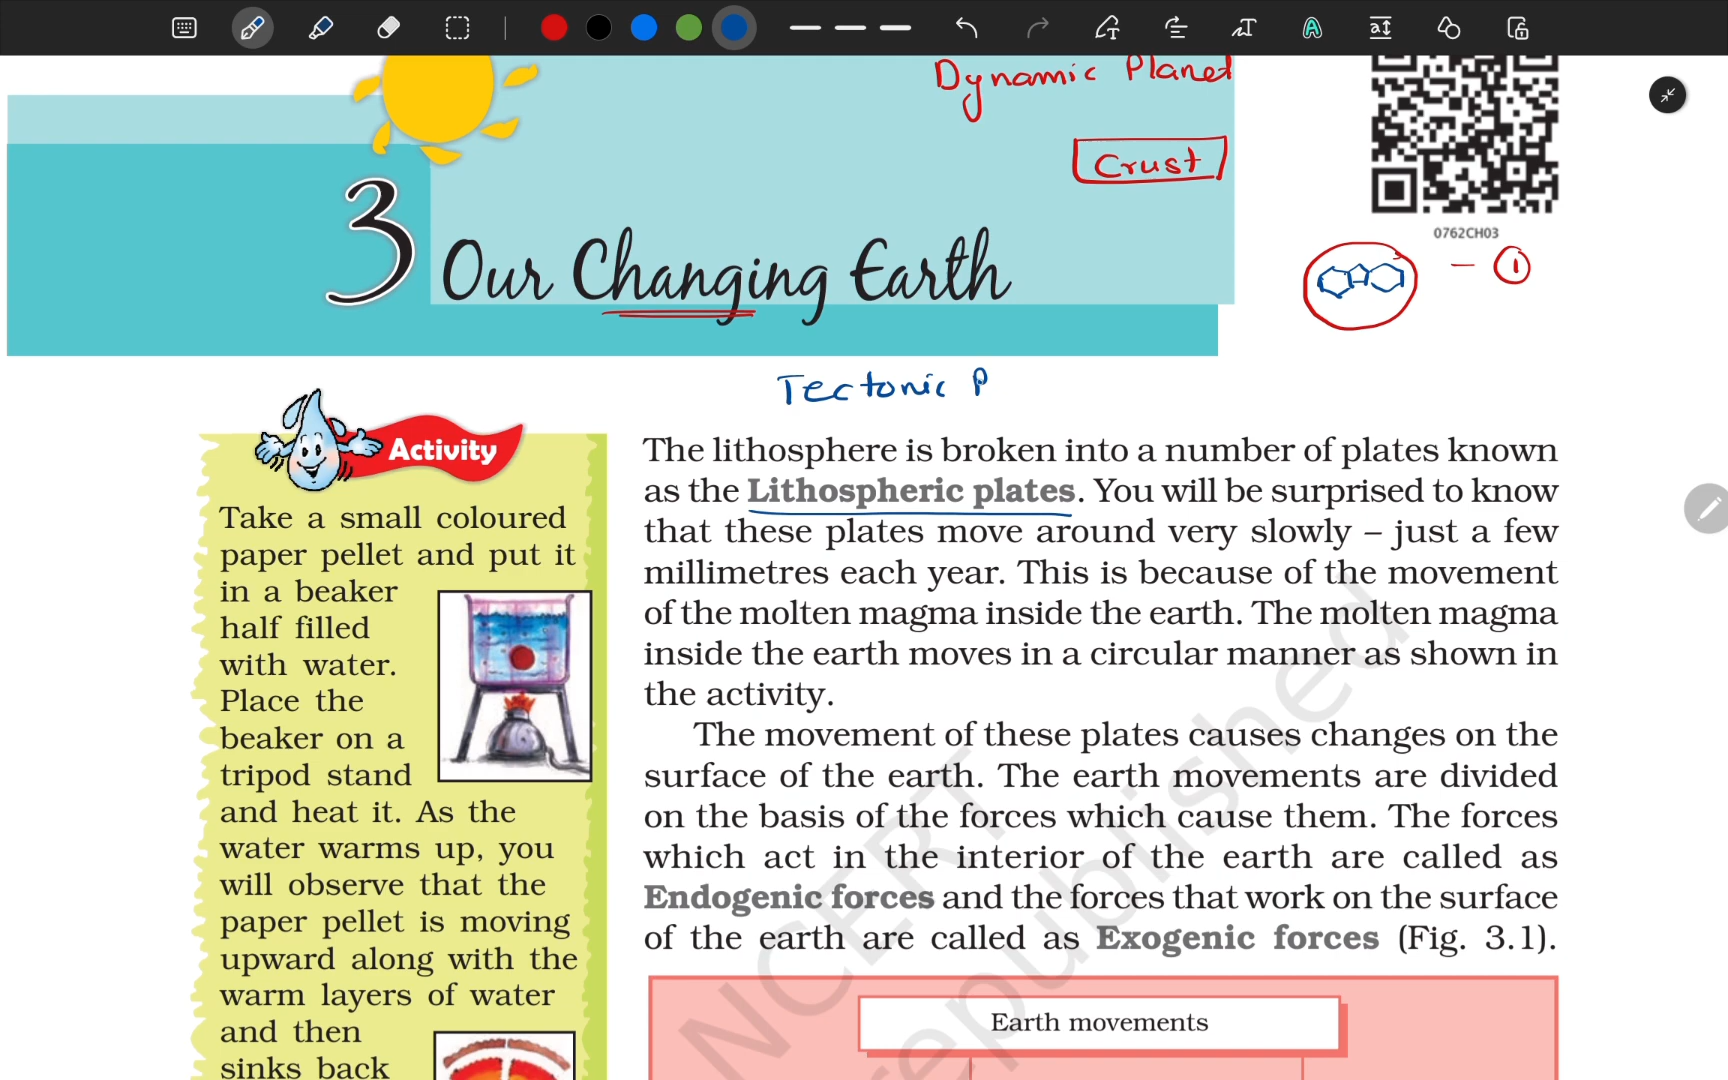 Dynamic Planet
Crust
0762CH03
3 Our Changing Earth
– 1
Tectonic P
Activity
Take a small coloured
paper pellet and put it
in a beaker
half filled
with water.
Place the
beaker on a
tripod stand
and heat it. As the
water warms up, you
will observe that the
paper pellet is moving
upward along with the
warm layers of water
and then
sinks back
The lithosphere is broken into a number of plates known
as the Lithospheric plates. You will be surprised to know
that these plates move around very slowly – just a few
millimetres each year. This is because of the movement
of the molten magma inside the earth. The molten magma
inside the earth moves in a circular manner as shown in
the activity.
The movement of these plates causes changes on the
surface of the earth. The earth movements are divided
on the basis of the forces which cause them. The forces
which act in the interior of the earth are called as
Endogenic forces and the forces that work on the surface
of the earth are called as Exogenic forces (Fig. 3.1).
Earth movements
NCERT
republished